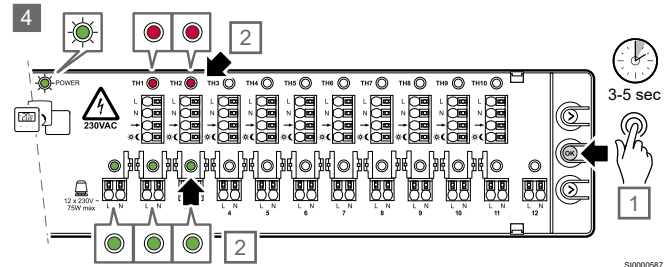 4
2
POWER
TH1 TH2 TH3 TH4 TH5 TH6 TH7 TH8 TH9 TH10
3-5 sec
L L L L L L L L L L
N N N N N N N N N N
230VAC
OK
1
12 x 230V ~
75W max
L N L N L N L N L N L N L N L N L N L N L N L N
4 5 6 7 8 9 10 11 12
2
SI0000587